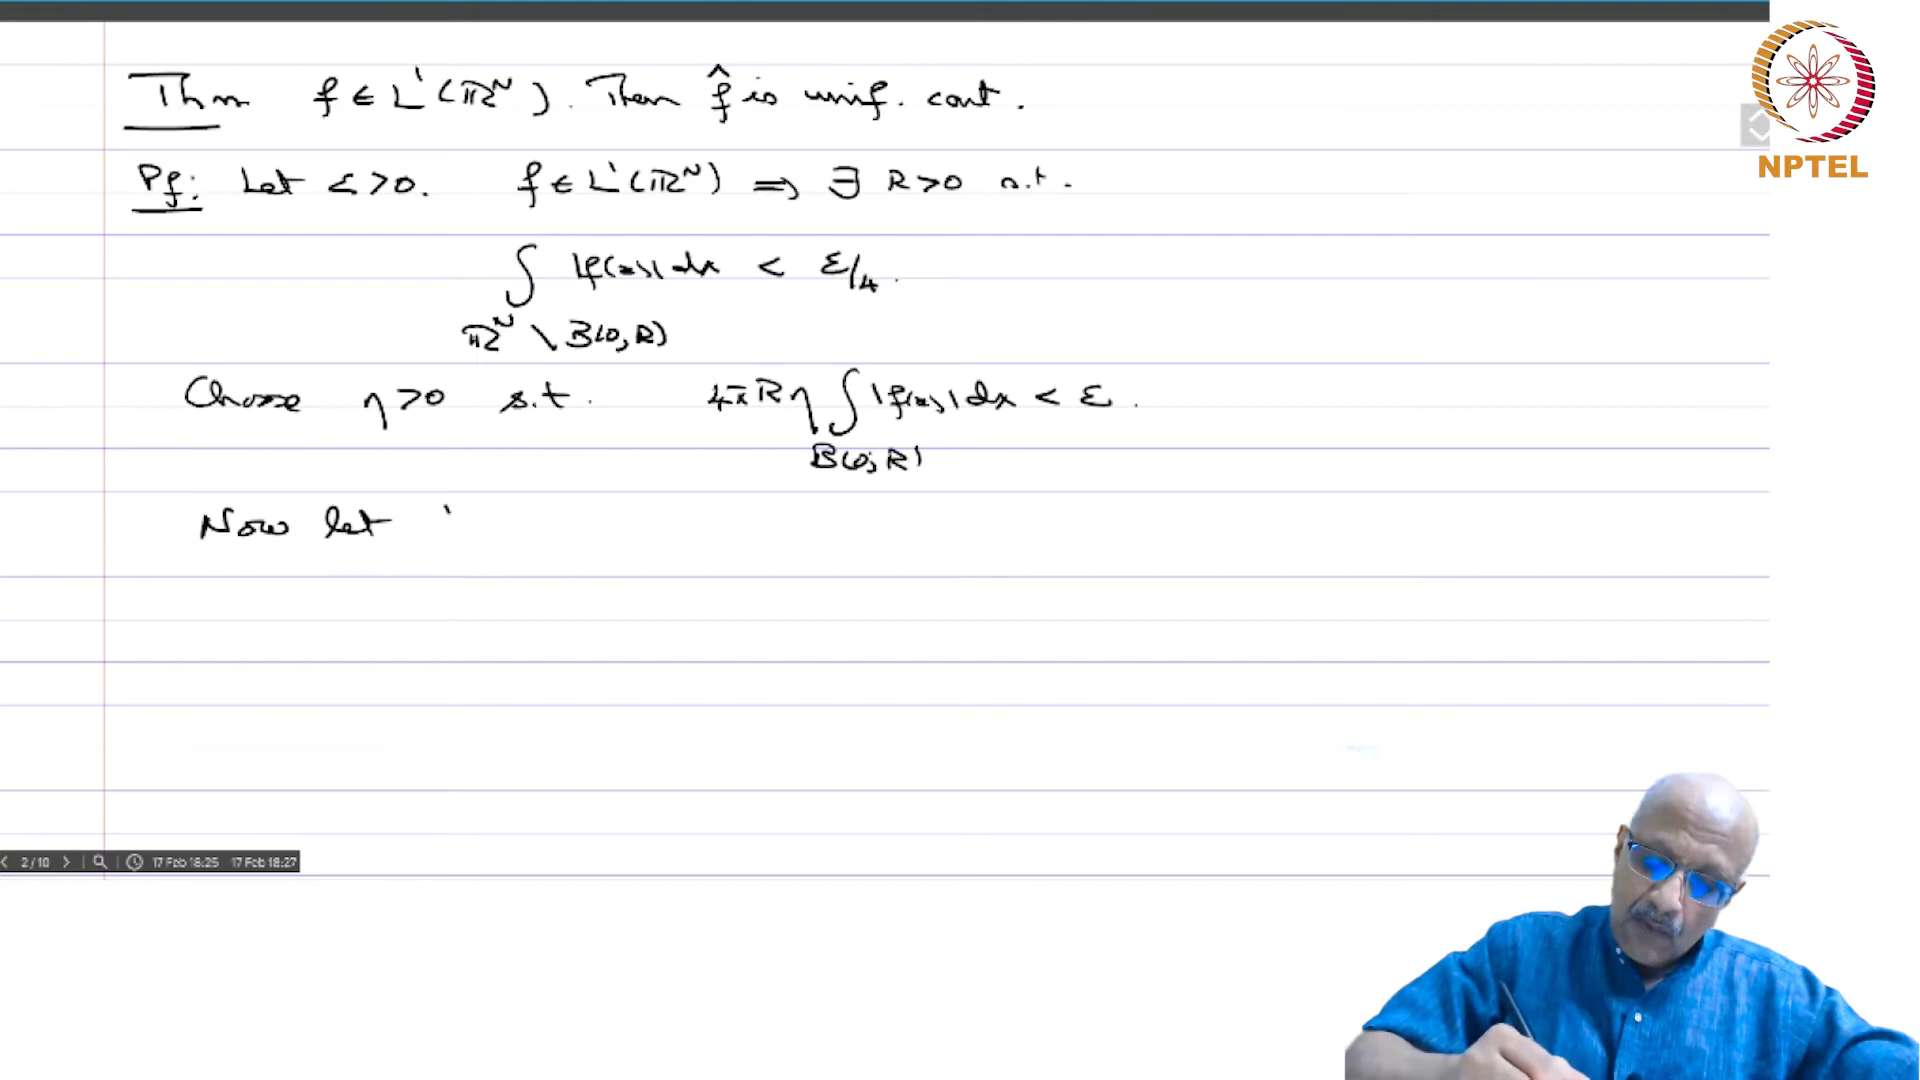 Thm f ∈ L¹(ℝᴺ). Then f̂ is unif. cont.
NPTEL
Pf: Let ε > 0. f ∈ L¹(ℝᴺ) ⇒ ∃ R > 0 s.t.
∫ |f(x)| dx < ε/4.
ℝᴺ \ B(0,R)
Choose η > 0 s.t. 4πRη ∫ |f(x)| dx < ε.
B(0;R)
Now let
2/10 17 Feb 18:25 17 Feb 18:27